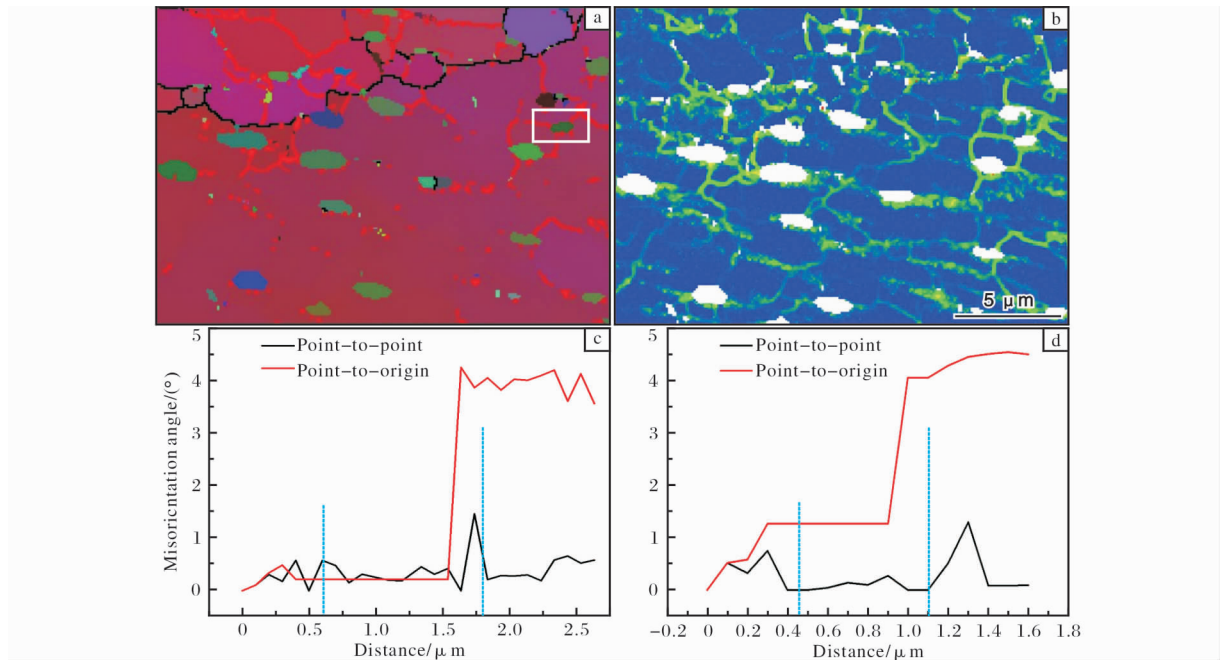 a
b
5 μm
c
Point-to-point
Point-to-origin
Misoricntation angle/(°)
5
4
3
2
1
0
0 0.5 1.0 1.5 2.0 2.5
Distance/μm
d
Point-to-point
Point-to-origin
5
4
3
2
1
0
−0.2 0 0.2 0.4 0.6 0.8 1.0 1.2 1.4 1.6 1.8
Distance/μm